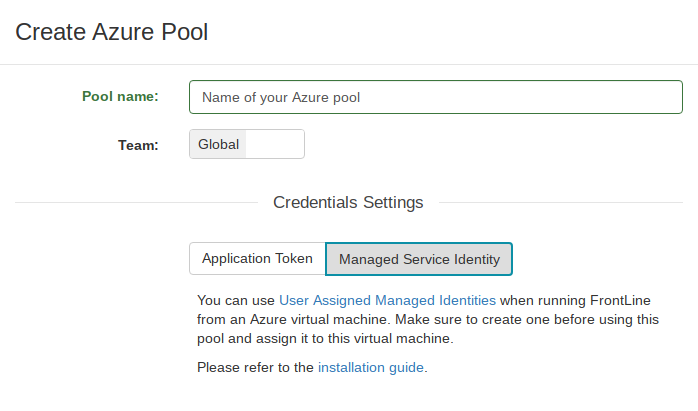 Create Azure Pool
Pool name:
Name of your Azure pool
Team:
Global
Credentials Settings
Application Token
Managed Service Identity
You can use User Assigned Managed Identities when running FrontLine
from an Azure virtual machine. Make sure to create one before using this
pool and assign it to this virtual machine.
Please refer to the installation guide.